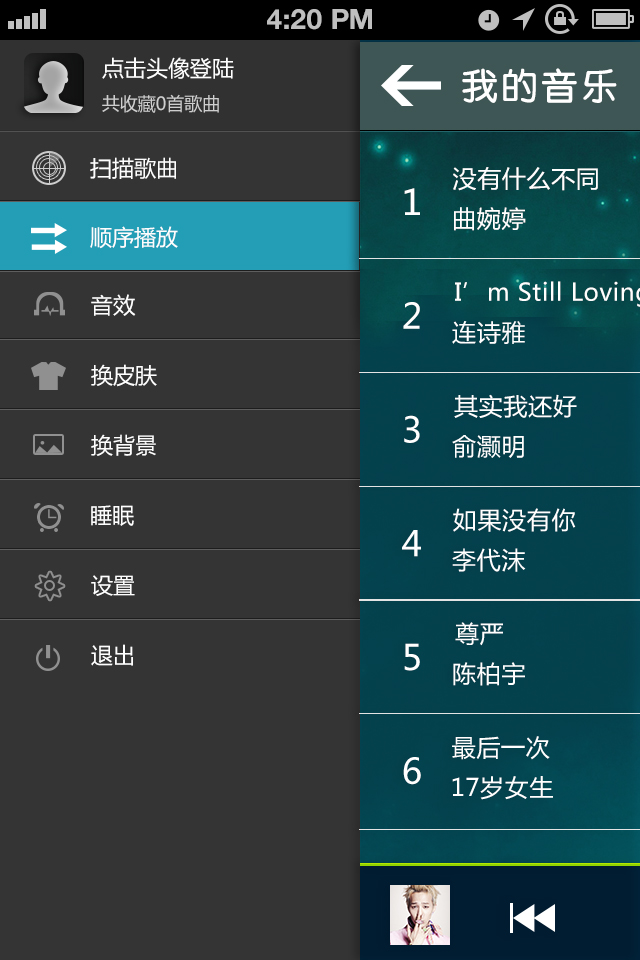 4:20 PM
点击头像登陆
共收藏0首歌曲
扫描歌曲
顺序播放
音效
换皮肤
换背景
睡眠
设置
退出
我的音乐
1
没有什么不同
曲婉婷
2
I’m Still Loving
连诗雅
3
其实我还好
俞灏明
4
如果没有你
李代沫
5
尊严
陈柏宇
6
最后一次
17岁女生